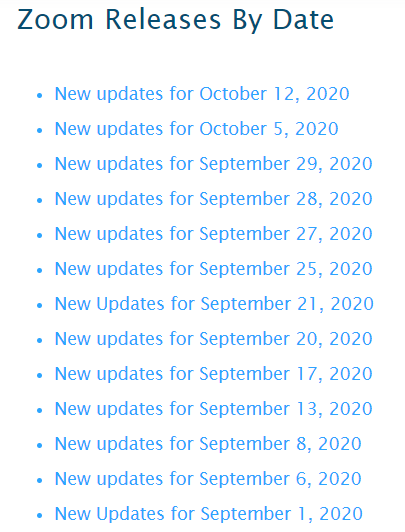 Zoom Releases By Date
• New updates for October 12, 2020
• New updates for October 5, 2020
• New updates for September 29, 2020
• New updates for September 28, 2020
• New updates for September 27, 2020
• New updates for September 25, 2020
• New Updates for September 21, 2020
• New updates for September 20, 2020
• New updates for September 17, 2020
• New updates for September 13, 2020
• New updates for September 8, 2020
• New updates for September 6, 2020
• New Updates for September 1, 2020